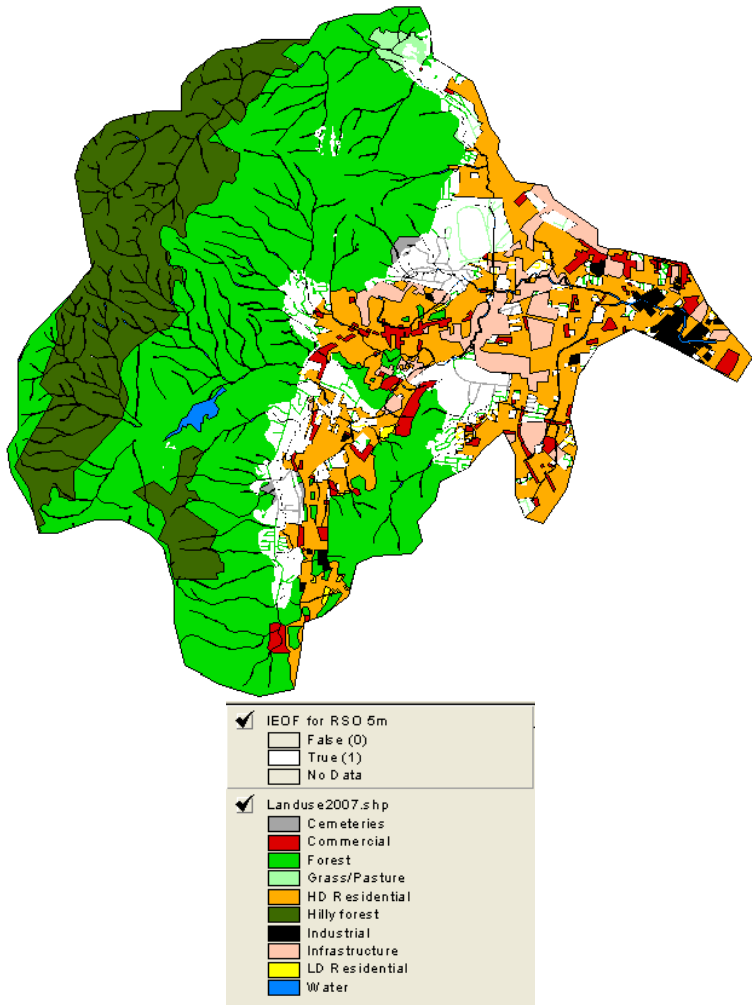 IEOF for RSO 5m
False (0)
True (1)
No Data
Landuse2007.shp
Cemeteries
Commercial
Forest
Grass/Pasture
HD Residential
Hilly forest
Industrial
Infrastructure
LD Residential
Water